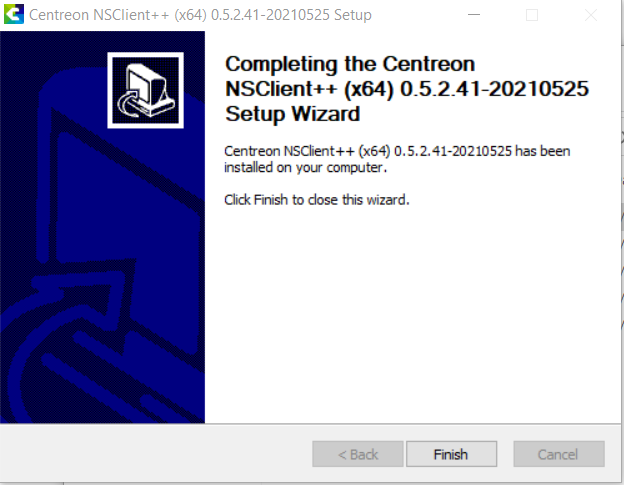 Centreon NSClient++ (x64) 0.5.2.41-20210525 Setup
Completing the Centreon
NSClient++ (x64) 0.5.2.41-20210525
Setup Wizard
Centreon NSClient++ (x64) 0.5.2.41-20210525 has been
installed on your computer.
Click Finish to close this wizard.
< Back
Finish
Cancel